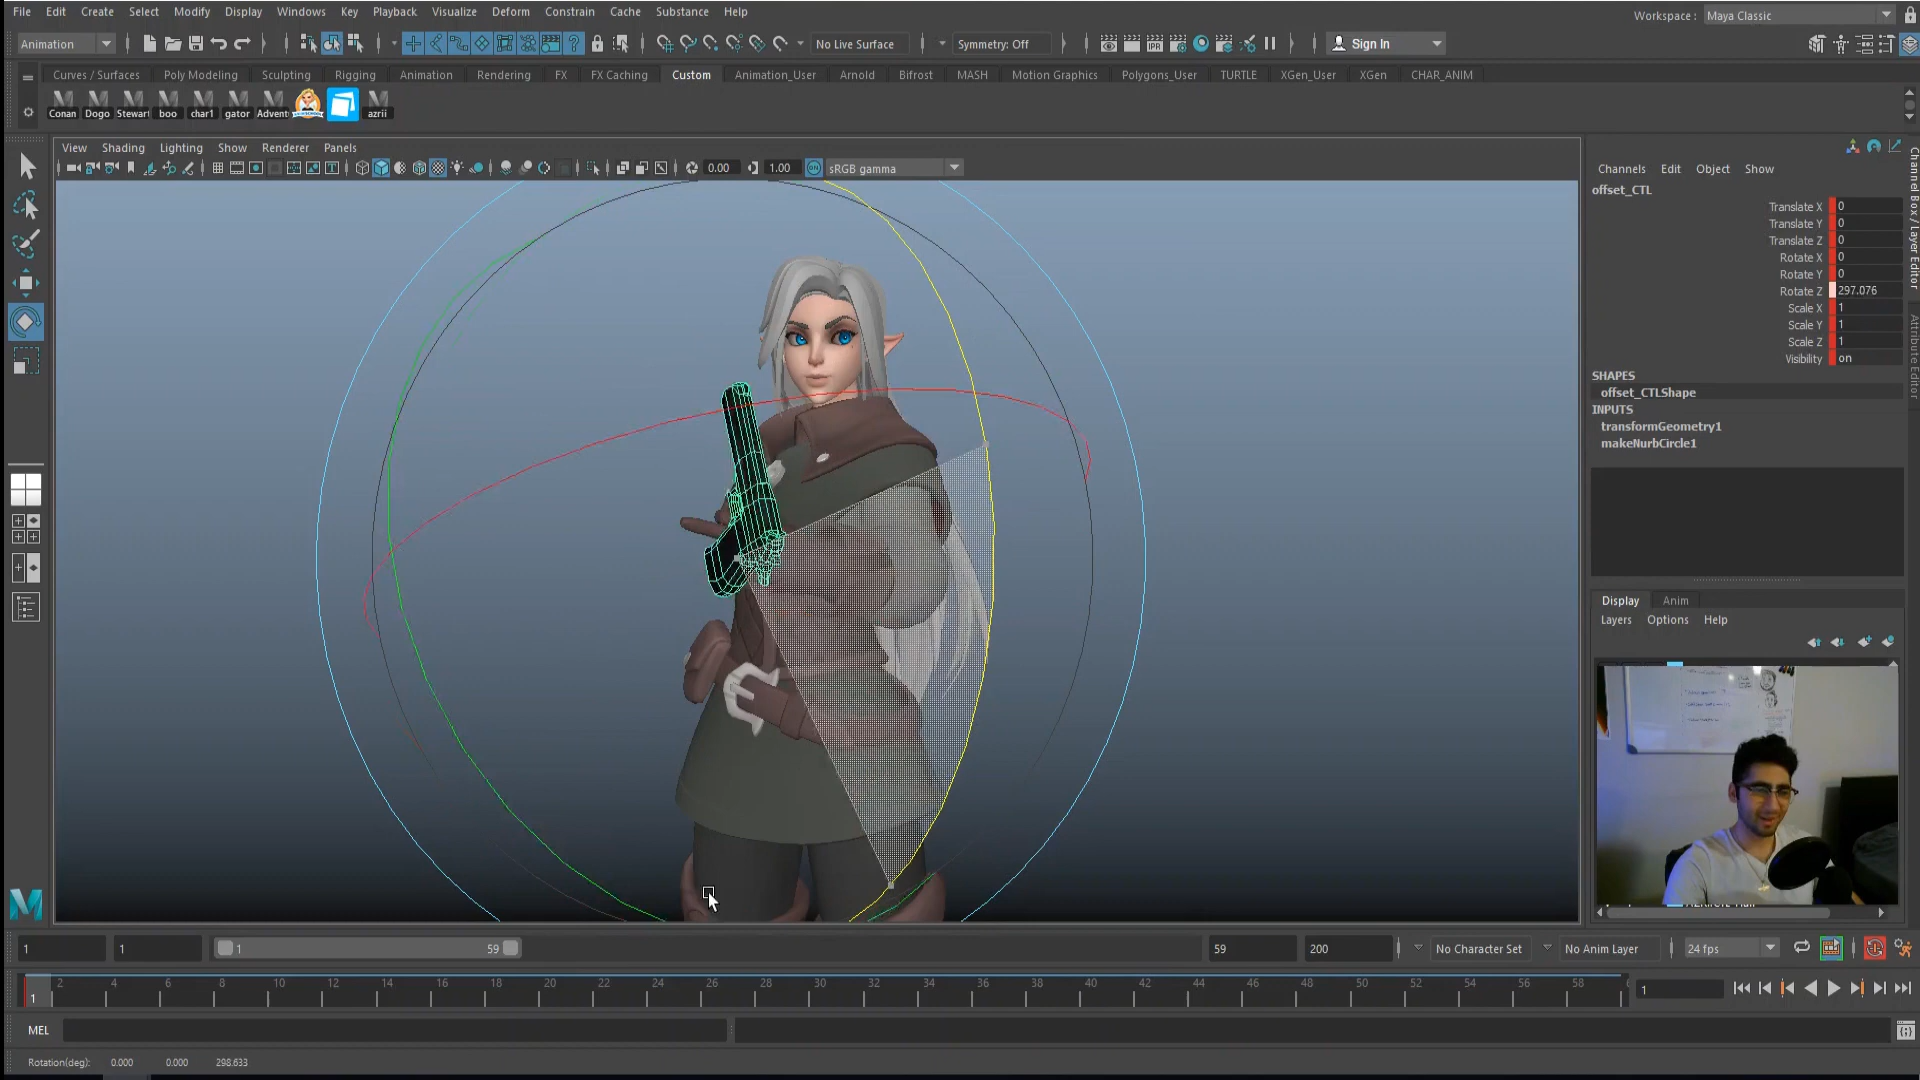 File Edit Create Select Modify Display Windows Key Playback Visualize Deform Constrain Cache Substance Help
Workspace : Maya Classic
Animation No Live Surface Symmetry: Off Sign In
Curves / Surfaces Poly Modeling Sculpting Rigging Animation Rendering FX FX Caching Custom Animation_User Arnold Bifrost MASH Motion Graphics Polygons_User TURTLE XGen_User XGen CHAR_ANIM
Conan Dogo Stewart boo char1 gator Advent azrii
View Shading Lighting Show Renderer Panels
0.00 1.00 sRGB gamma
Channels Edit Object Show
offset_CTL
Translate X 0
Translate Y 0
Translate Z 0
Rotate X 0
Rotate Y 0
Rotate Z 297.076
Scale X 1
Scale Y 1
Scale Z 1
Visibility on
SHAPES
offset_CTLShape
INPUTS
transformGeometry1
makeNurbCircle1
Channel Box / Layer Editor
Attribute Editor
Display Anim
Layers Options Help
1 1 1 59 59 200 No Character Set No Anim Layer 24 fps
2 4 6 8 10 12 14 16 18 20 22 24 26 28 30 32 34 36 38 40 42 44 46 48 50 52 54 56 58
1 1
MEL
Rotation(deg): 0.000 0.000 298.633